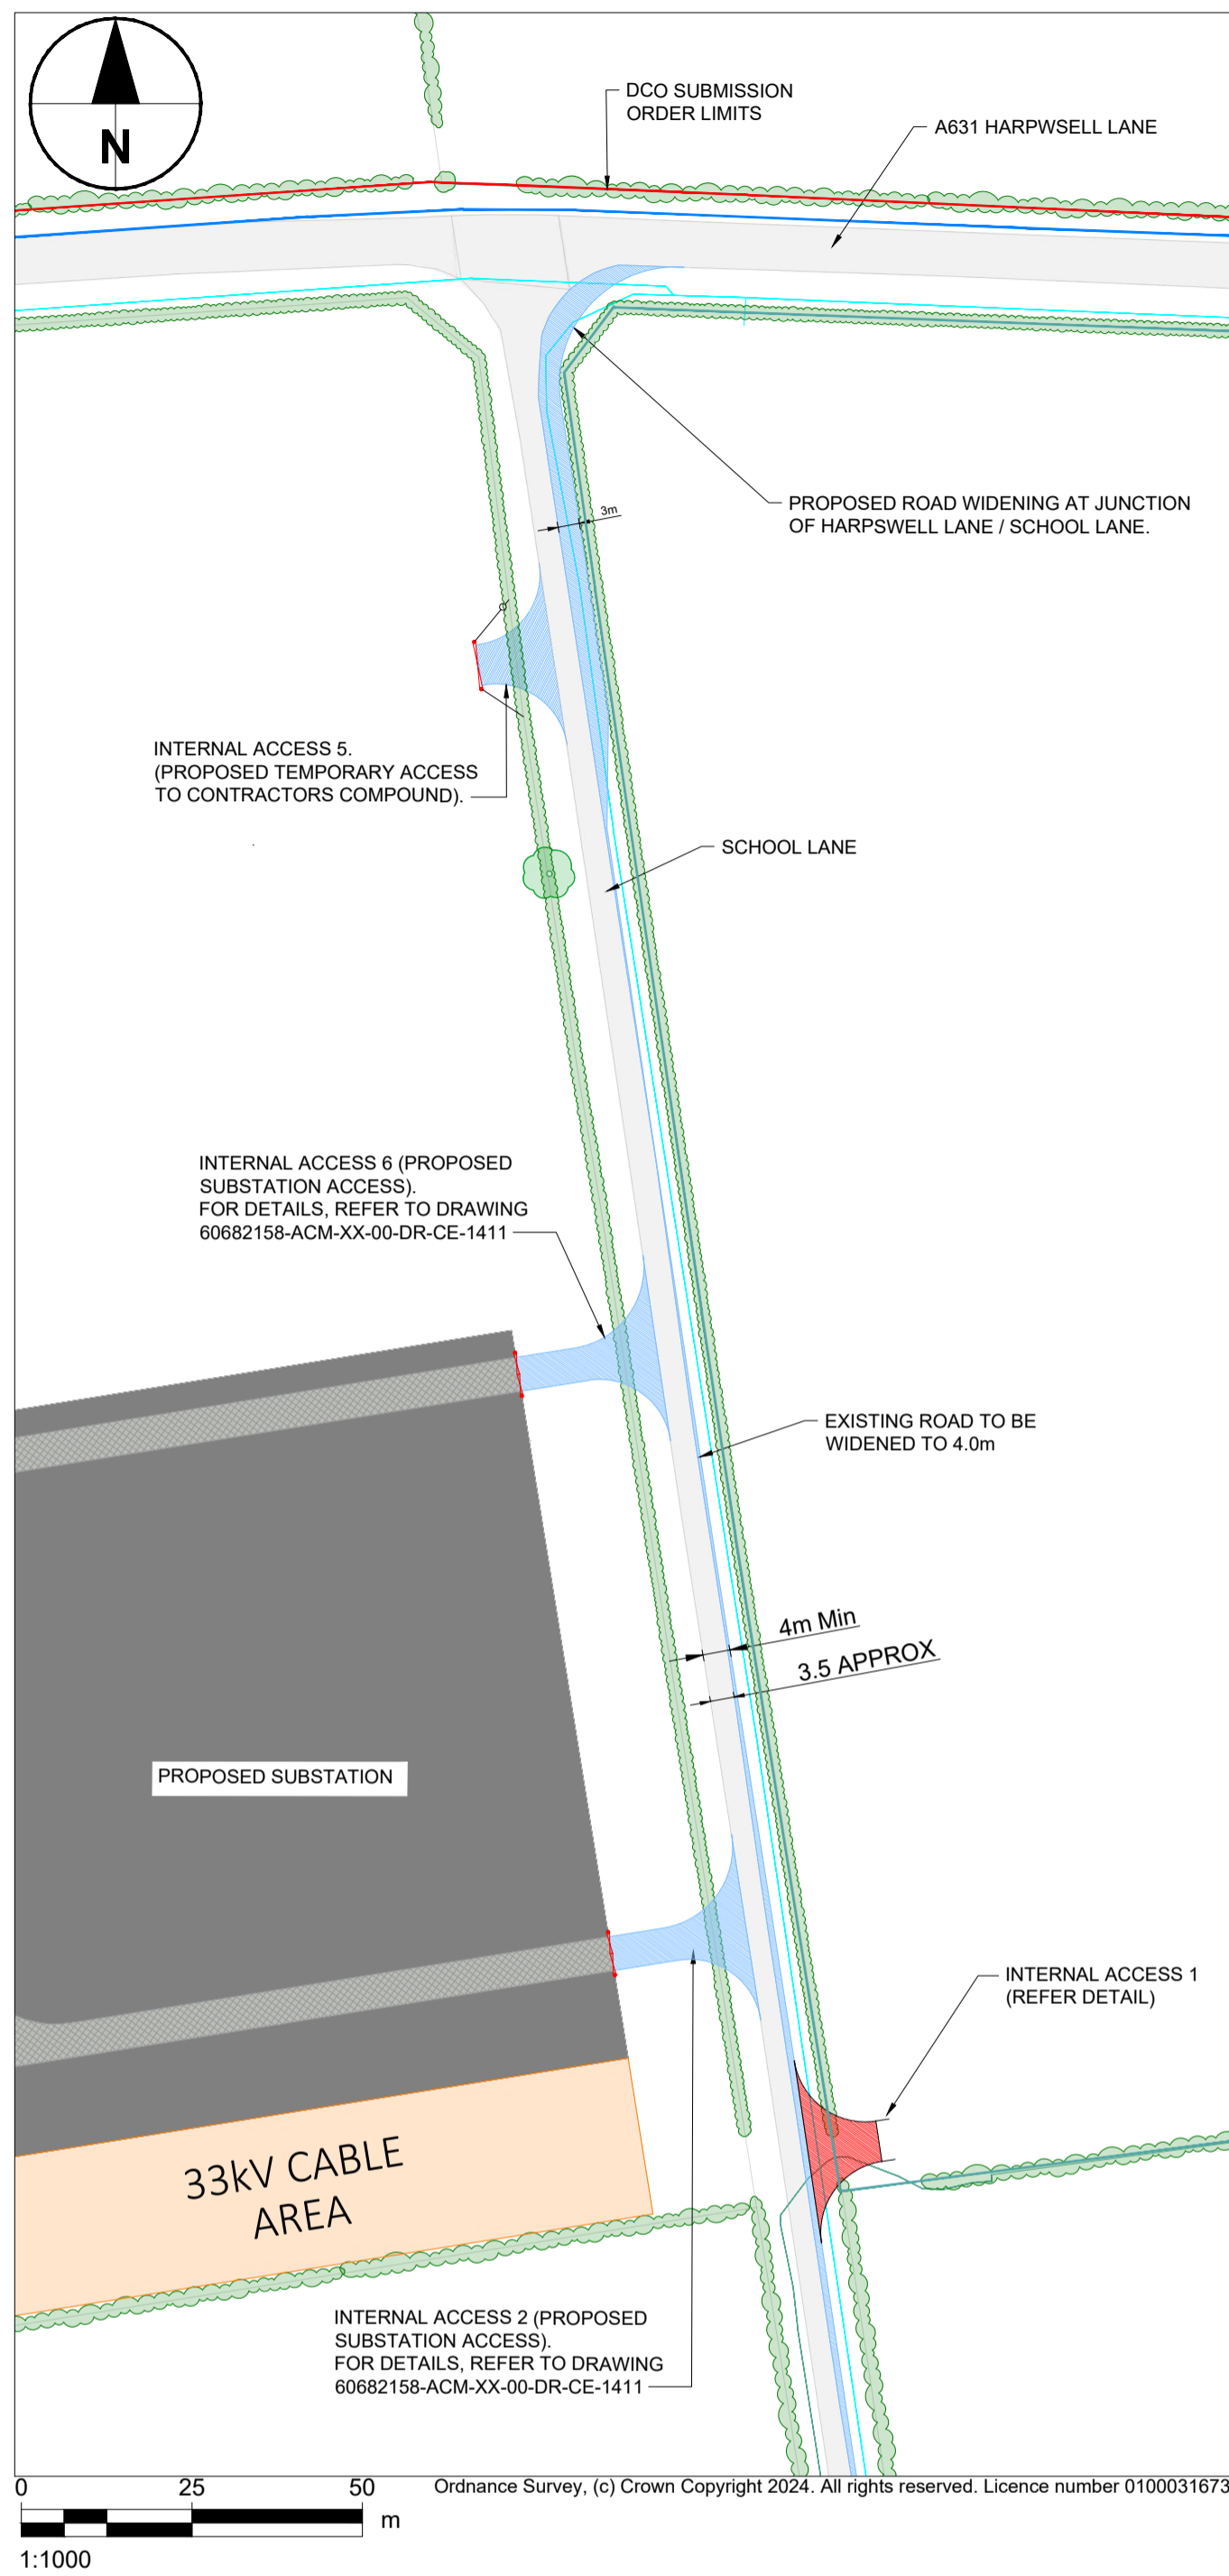 N
DCO SUBMISSION
ORDER LIMITS
A631 HARPWSELL LANE
PROPOSED ROAD WIDENING AT JUNCTION
OF HARPSWELL LANE / SCHOOL LANE.
3m
INTERNAL ACCESS 5.
(PROPOSED TEMPORARY ACCESS
TO CONTRACTORS COMPOUND).
SCHOOL LANE
INTERNAL ACCESS 6 (PROPOSED
SUBSTATION ACCESS).
FOR DETAILS, REFER TO DRAWING
60682158-ACM-XX-00-DR-CE-1411
EXISTING ROAD TO BE
WIDENED TO 4.0m
4m Min
3.5 APPROX
PROPOSED SUBSTATION
INTERNAL ACCESS 1
(REFER DETAIL)
33kV CABLE
AREA
INTERNAL ACCESS 2 (PROPOSED
SUBSTATION ACCESS).
FOR DETAILS, REFER TO DRAWING
60682158-ACM-XX-00-DR-CE-1411
0 25 50
Ordnance Survey, (c) Crown Copyright 2024. All rights reserved. Licence number 0100031673
m
1:1000